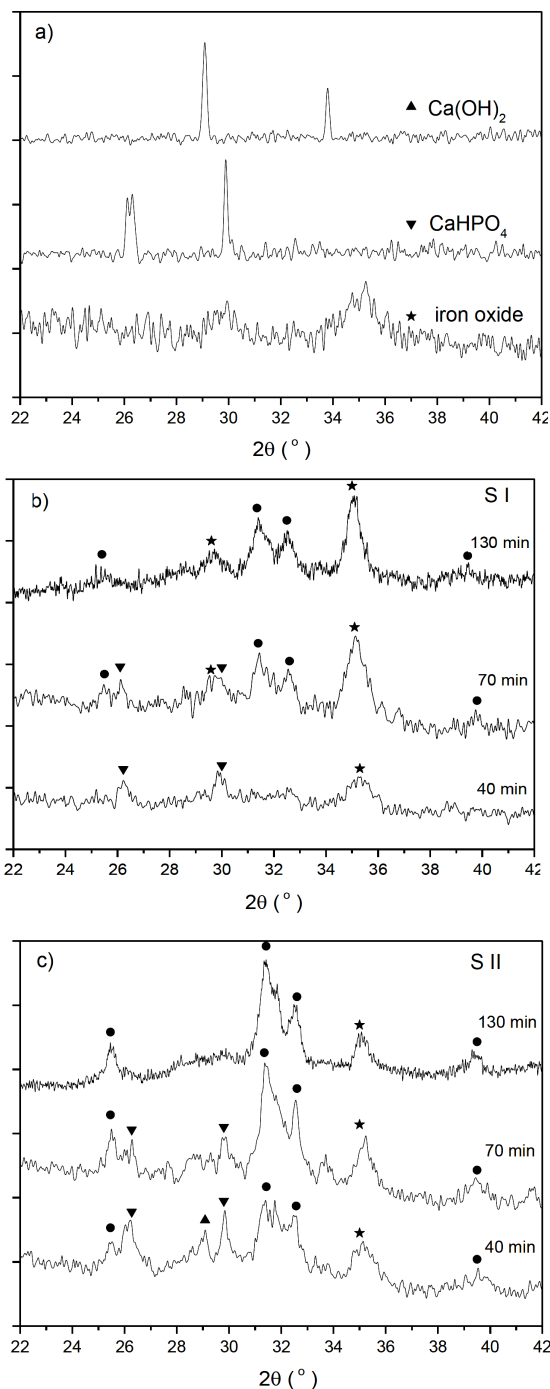 a)
▲ Ca(OH)₂
▼ CaHPO₄
★ iron oxide
22 24 26 28 30 32 34 36 38 40 42
2θ ( ° )
b)
S I
130 min
70 min
40 min
22 24 26 28 30 32 34 36 38 40 42
2θ ( ° )
c)
S II
130 min
70 min
40 min
22 24 26 28 30 32 34 36 38 40 42
2θ ( ° )